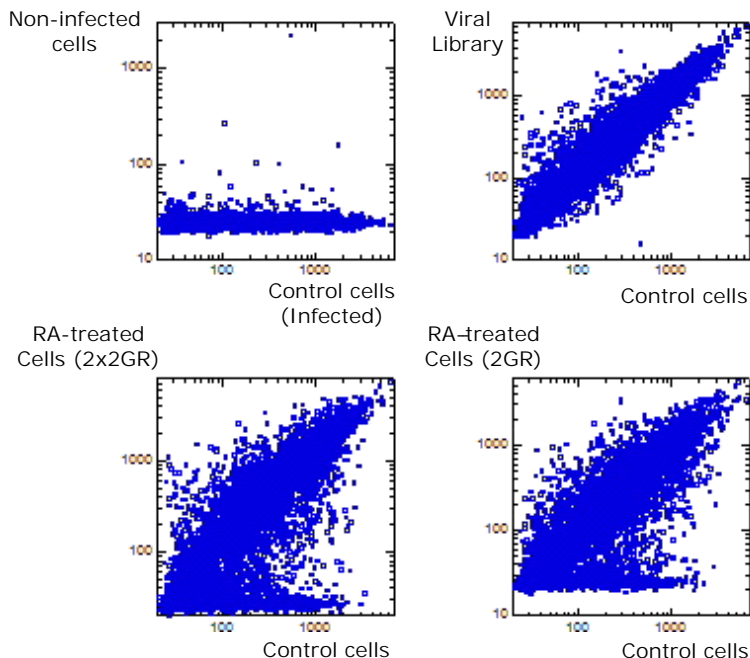 Non-infected
cells
1000
100
10
100 1000
Control cells
(Infected)
Viral
Library
1000
100
10
100 1000
Control cells
RA-treated
Cells (2x2GR)
1000
100
100 1000
Control cells
RA–treated
Cells (2GR)
1000
100
10
100 1000
Control cells